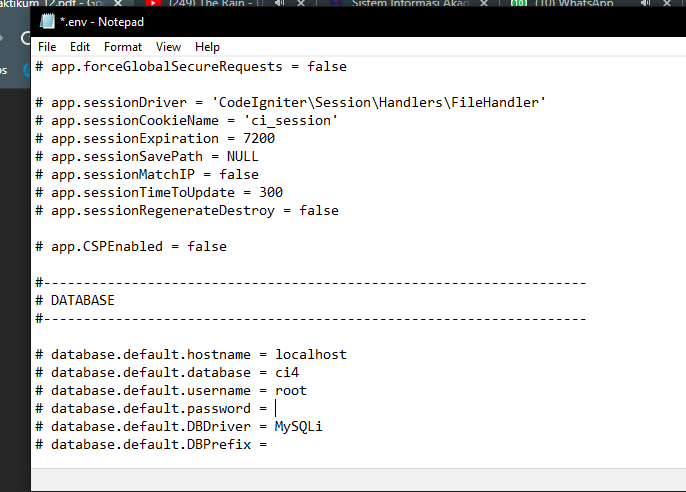 aktikum 12.pdf - Goo
(249) The Rain - U
Sistem Informasi Akad
(10) WhatsApp
*.env - Notepad
File Edit Format View Help
os
# app.forceGlobalSecureRequests = false
# app.sessionDriver = 'CodeIgniter\Session\Handlers\FileHandler'
# app.sessionCookieName = 'ci_session'
# app.sessionExpiration = 7200
# app.sessionSavePath = NULL
# app.sessionMatchIP = false
# app.sessionTimeToUpdate = 300
# app.sessionRegenerateDestroy = false
# app.CSPEnabled = false
#--------------------------------------------------------------------
# DATABASE
#--------------------------------------------------------------------
# database.default.hostname = localhost
# database.default.database = ci4
# database.default.username = root
# database.default.password =
# database.default.DBDriver = MySQLi
# database.default.DBPrefix =